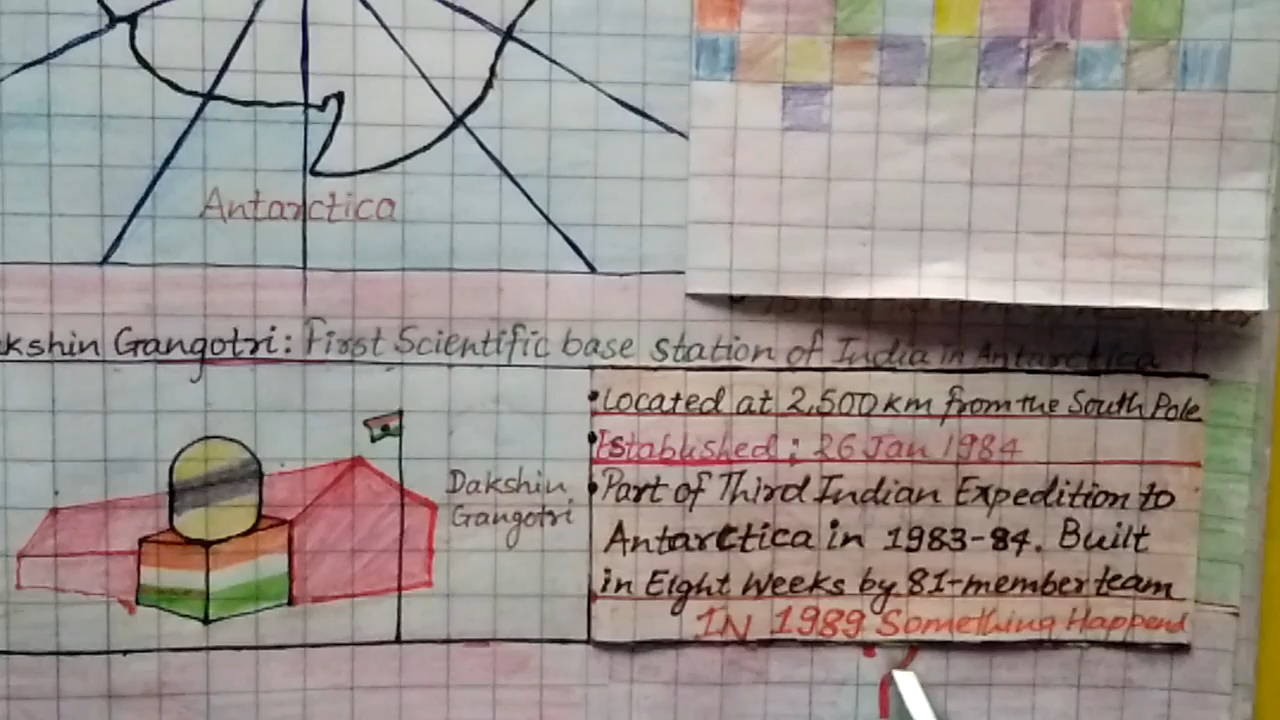 Antarctica
kshin Gangotri: First Scientific base station of India in Antarctica
• Located at 2,500 km from the South Pole
• Established : 26 Jan 1984
Dakshin
Gangotri
• Part of Third Indian Expedition to
Antarctica in 1983-84. Built
in Eight Weeks by 81-member team
IN 1989 Something Happend